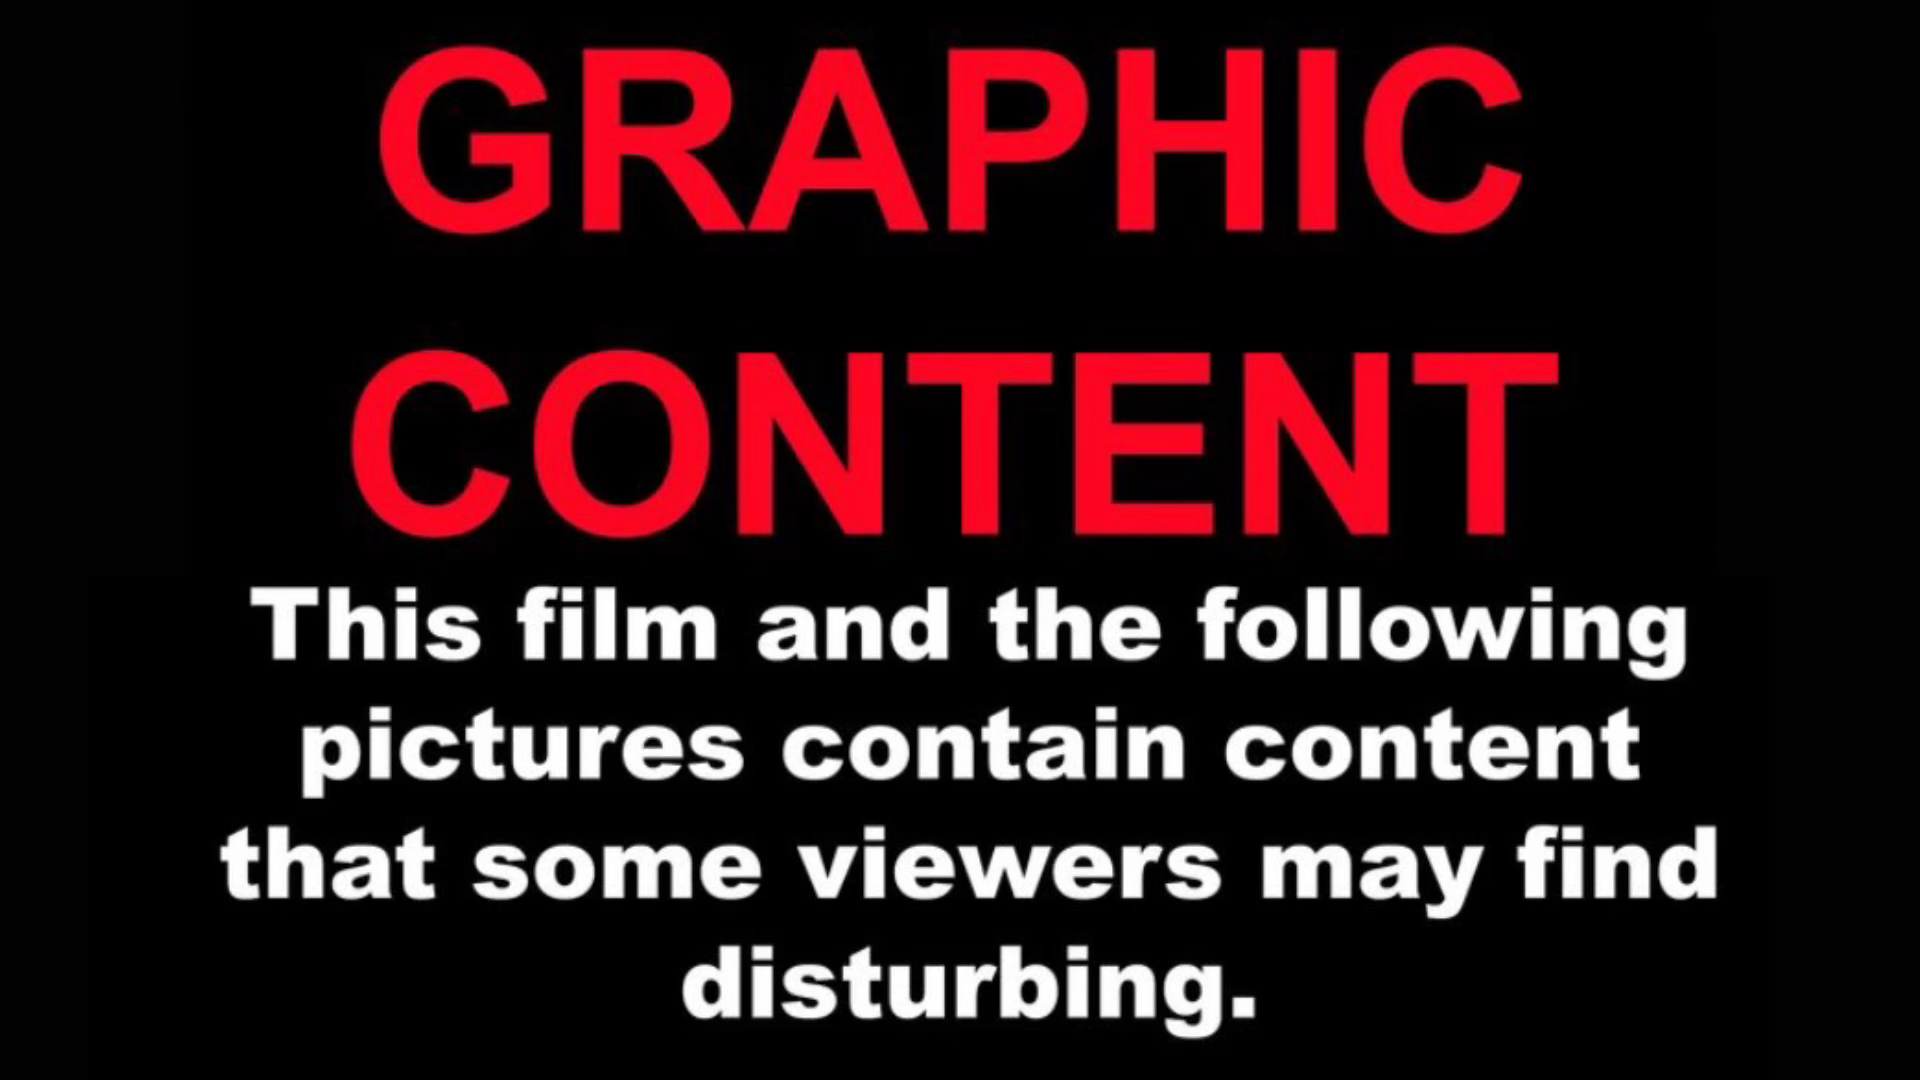 GRAPHIC
CONTENT
This film and the following
pictures contain content
that some viewers may find
disturbing.